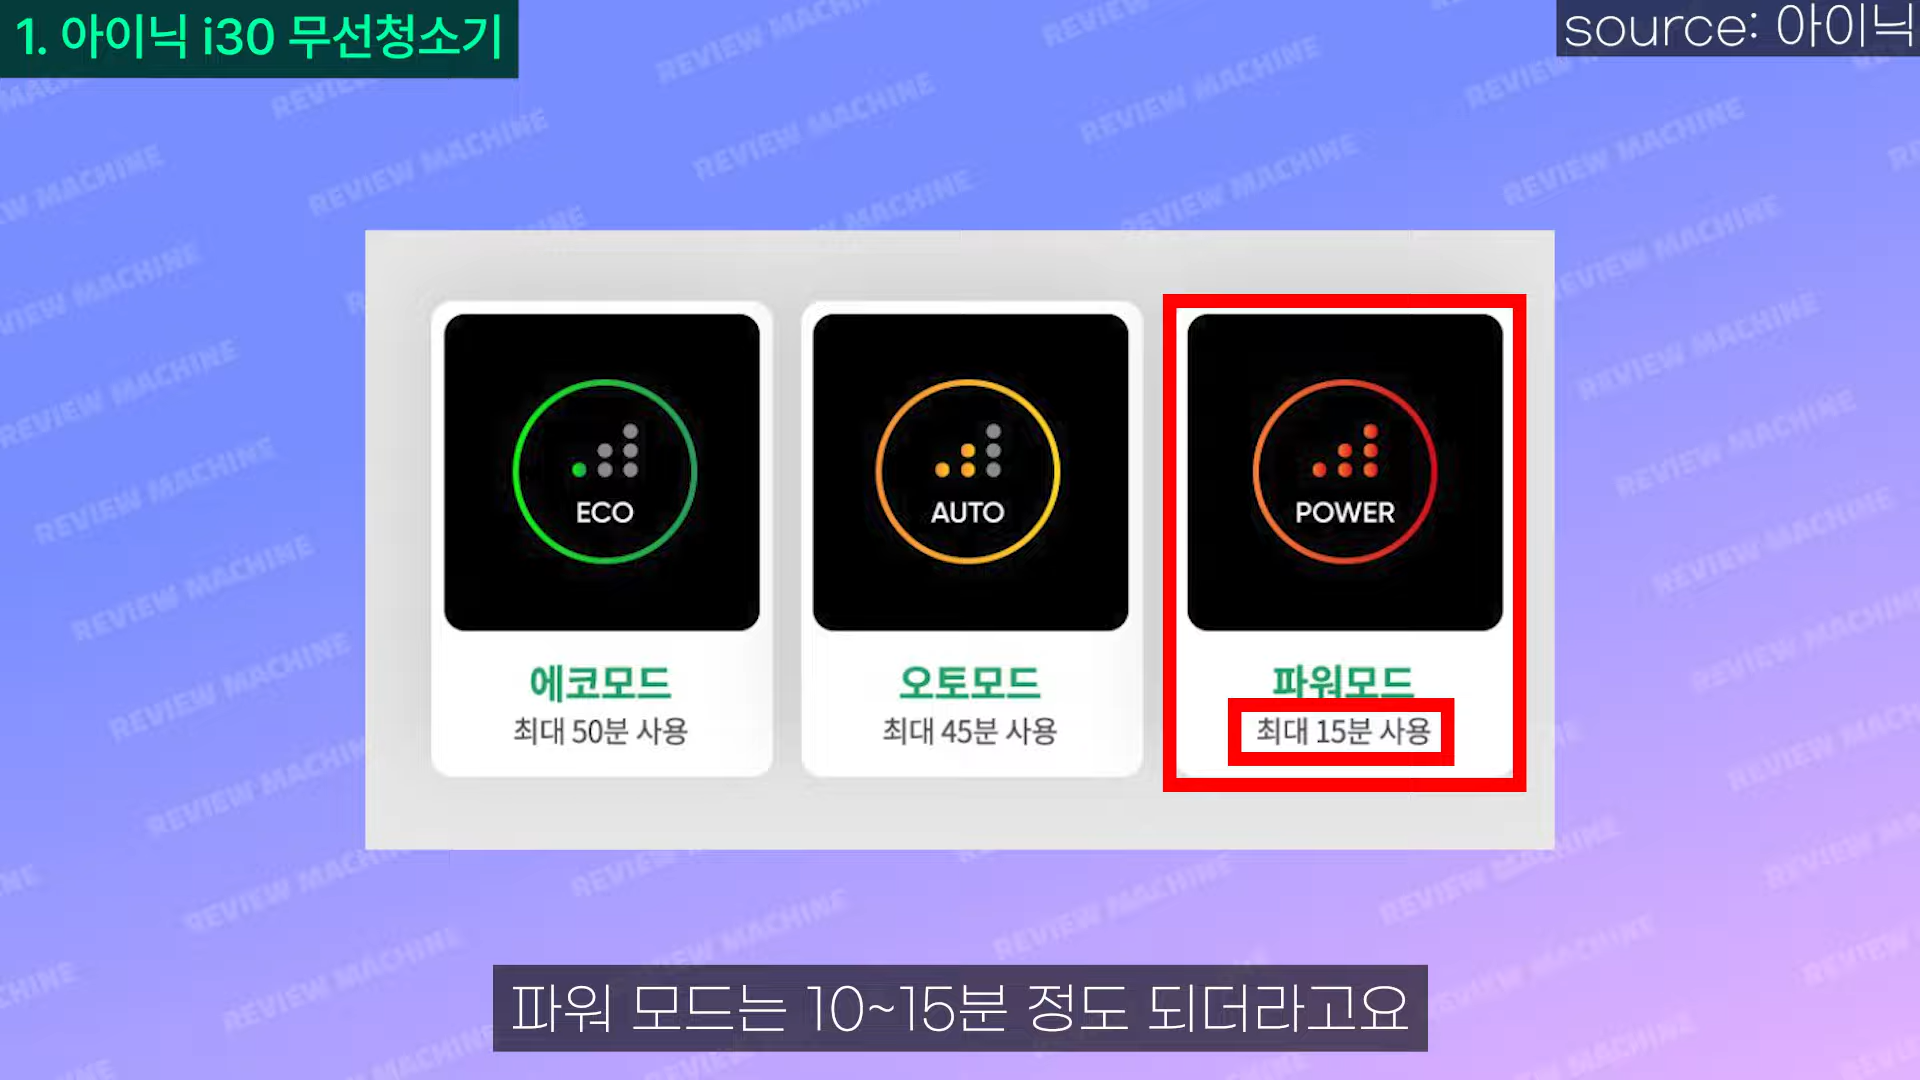 1. 아이닉 i30 무선청소기
source: 아이닉
ECO
AUTO
POWER
에코모드
오토모드
파워모드
최대 50분 사용
최대 45분 사용
최대 15분 사용
파워 모드는 10~15분 정도 되더라고요
REVIEW MACHINE